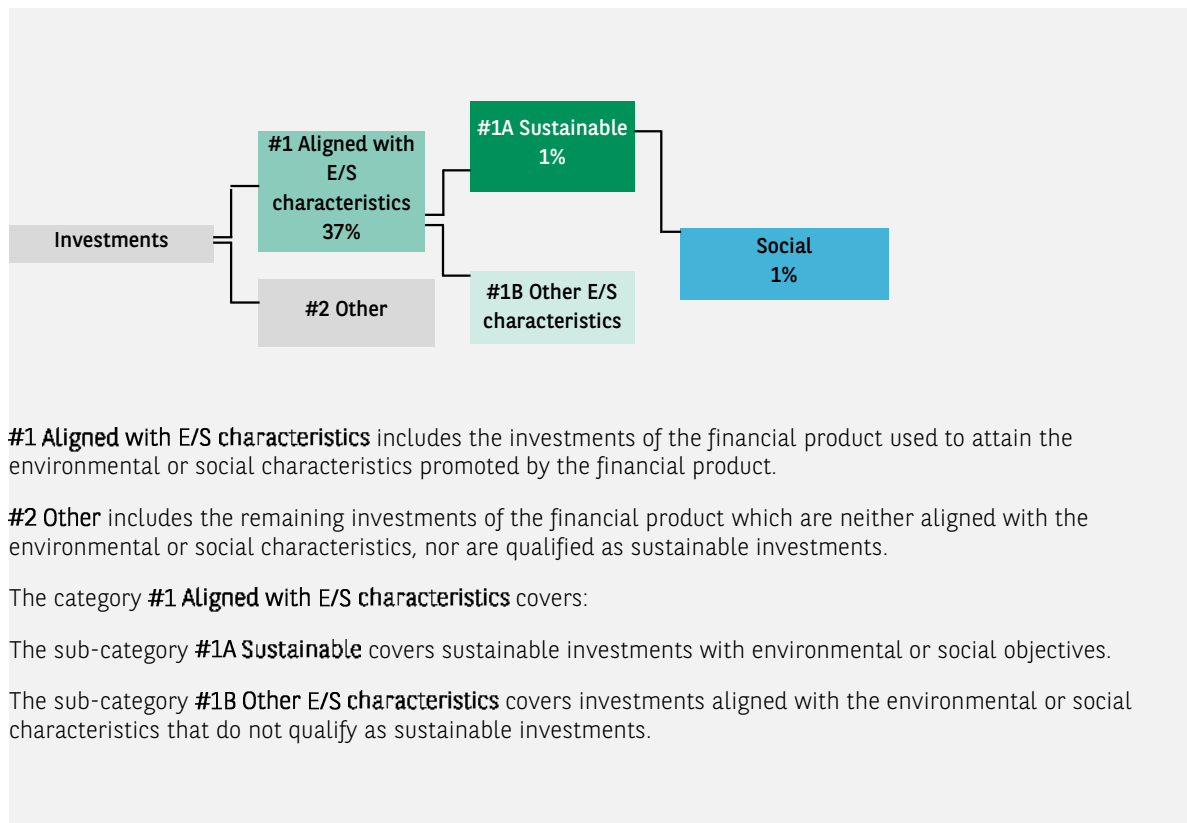 #1A Sustainable
1%
#1 Aligned with
E/S
characteristics
37%
Investments
Social
1%
#2 Other
#1B Other E/S
characteristics
#1 Aligned with E/S characteristics includes the investments of the financial product used to attain the
environmental or social characteristics promoted by the financial product.
#2 Other includes the remaining investments of the financial product which are neither aligned with the
environmental or social characteristics, nor are qualified as sustainable investments.
The category #1 Aligned with E/S characteristics covers:
The sub-category #1A Sustainable covers sustainable investments with environmental or social objectives.
The sub-category #1B Other E/S characteristics covers investments aligned with the environmental or social
characteristics that do not qualify as sustainable investments.